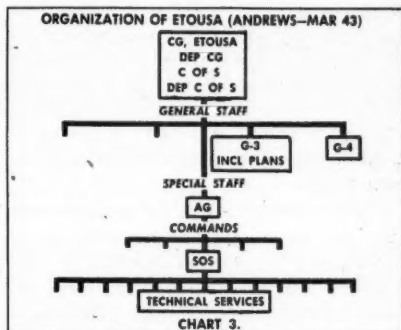 ORGANIZATION OF ETOUSA (ANDREWS—MAR 43)
CG, ETOUSA
DEP CG
C OF S
DEP C OF S
GENERAL STAFF
G-3
INCL PLANS
G-4
SPECIAL STAFF
AG
COMMANDS
SOS
TECHNICAL SERVICES
CHART 3.